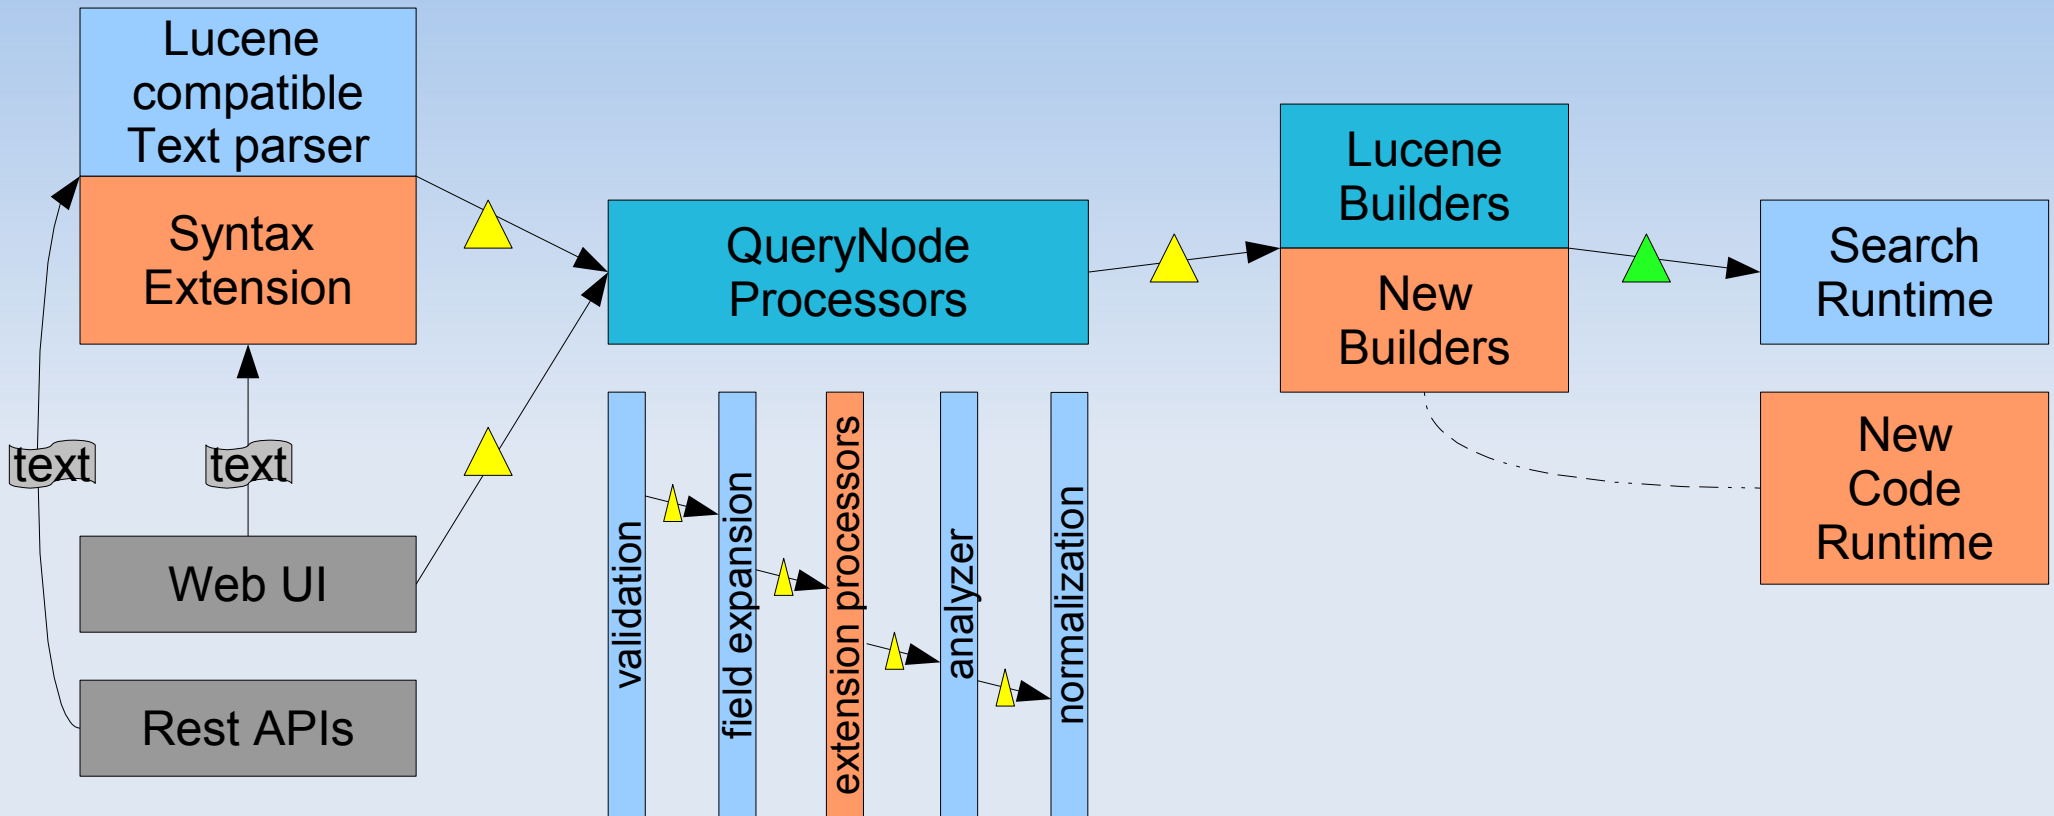 Lucene
compatible
Text parser
Syntax
Extension
text
text
Web UI
Rest APIs
QueryNode
Processors
validation
field expansion
extension processors
analyzer
normalization
Lucene
Builders
New
Builders
Search
Runtime
New
Code
Runtime